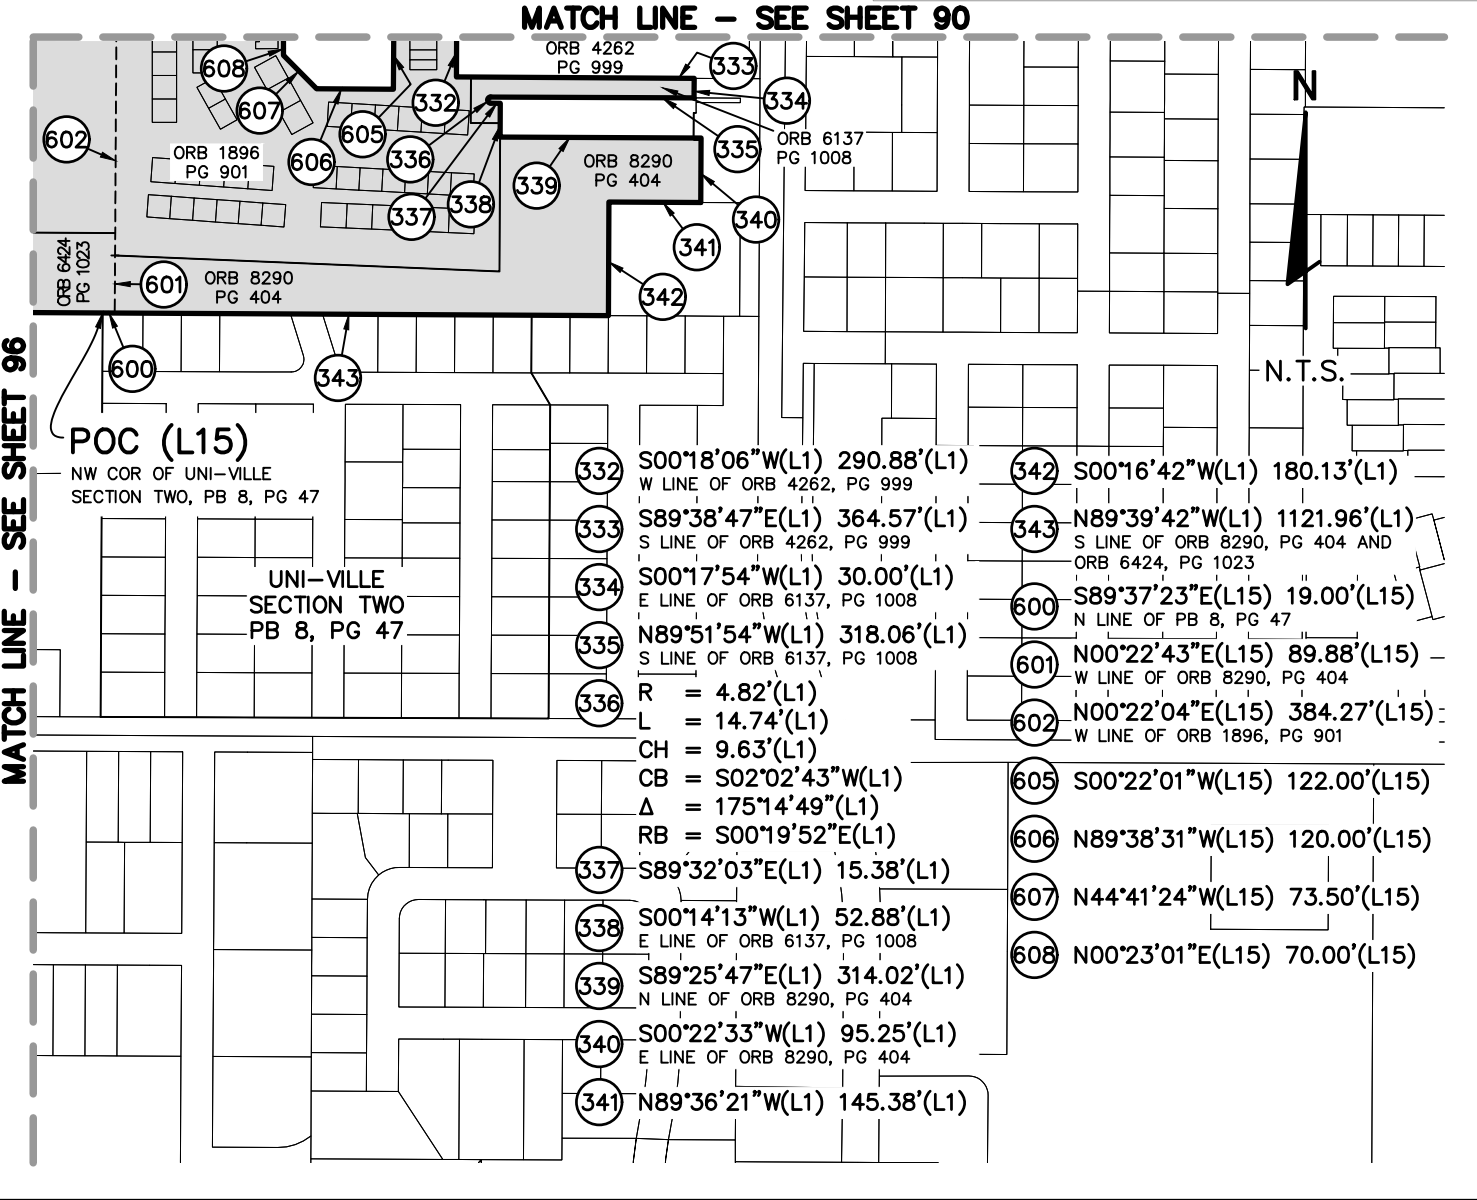 MATCH LINE - SEE SHEET 90
MATCH LINE - SEE SHEET 96
ORB 4262
PG 999
608
607
602
332
605
606
336
337
338
339
333
334
335
340
341
342
343
600
601
ORB 1896
PG 901
ORB 8290
PG 404
ORB 6137
PG 1008
ORB 6424
PG 1023
ORB 8290
PG 404
N
N.T.S.
POC (L15)
NW COR OF UNI-VILLE
SECTION TWO, PB 8, PG 47
UNI-VILLE
SECTION TWO
PB 8, PG 47
332 S00°18'06"W(L1) 290.88'(L1)
W LINE OF ORB 4262, PG 999
333 S89°38'47"E(L1) 364.57'(L1)
S LINE OF ORB 4262, PG 999
334 S00°17'54"W(L1) 30.00'(L1)
E LINE OF ORB 6137, PG 1008
335 N89°51'54"W(L1) 318.06'(L1)
S LINE OF ORB 6137, PG 1008
336 R = 4.82'(L1)
L = 14.74'(L1)
CH = 9.63'(L1)
CB = S02°02'43"W(L1)
Δ = 175°14'49"(L1)
RB = S00°19'52"E(L1)
337 S89°32'03"E(L1) 15.38'(L1)
338 S00°14'13"W(L1) 52.88'(L1)
E LINE OF ORB 6137, PG 1008
339 S89°25'47"E(L1) 314.02'(L1)
N LINE OF ORB 8290, PG 404
340 S00°22'33"W(L1) 95.25'(L1)
E LINE OF ORB 8290, PG 404
341 N89°36'21"W(L1) 145.38'(L1)
342 S00°16'42"W(L1) 180.13'(L1)
343 N89°39'42"W(L1) 1121.96'(L1)
S LINE OF ORB 8290, PG 404 AND
ORB 6424, PG 1023
600 S89°37'23"E(L15) 19.00'(L15)
N LINE OF PB 8, PG 47
601 N00°22'43"E(L15) 89.88'(L15)
W LINE OF ORB 8290, PG 404
602 N00°22'04"E(L15) 384.27'(L15)
W LINE OF ORB 1896, PG 901
605 S00°22'01"W(L15) 122.00'(L15)
606 N89°38'31"W(L15) 120.00'(L15)
607 N44°41'24"W(L15) 73.50'(L15)
608 N00°23'01"E(L15) 70.00'(L15)